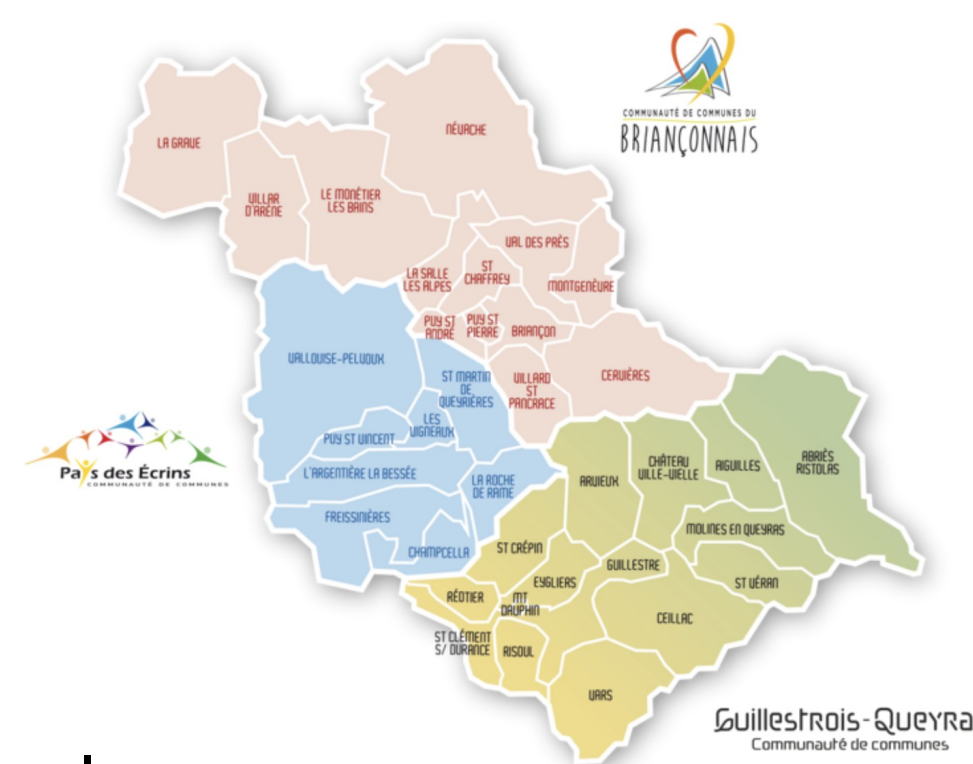 COMMUNAUTÉ DE COMMUNES DU
BRIANÇONNAIS
NÉVACHE
LA GRAVE
VILLAR
D'ARÈNE
LE MONÊTIER
LES BAINS
VAL DES PRÈS
LA SALLE
LES ALPES
ST
CHAFFREY
MONTGENÈVRE
PUY ST
ANDRÉ
PUY ST
PIERRE
BRIANÇON
VILLARD
ST
PANCRACE
CERVIÈRES
VALLOUISE-PELVOUX
ST MARTIN
DE
QUEYRIÈRES
LES
VIGNEAUX
PUY ST VINCENT
L'ARGENTIÈRE LA BESSÉE
LA ROCHE
DE RAME
FREISSINIÈRES
CHAMPCELLA
Pays des Écrins
COMMUNAUTÉ DE COMMUNES
ARVIEUX
CHÂTEAU
VILLE-VIELLE
AIGUILLES
ABRIÈS
RISTOLAS
MOLINES EN QUEYRAS
ST CRÉPIN
GUILLESTRE
EYGLIERS
ST VÉRAN
RÉOTIER
MT
DAUPHIN
CEILLAC
ST CLÉMENT
S/ DURANCE
RISOUL
VARS
Guillestrois-Queyra
Communauté de communes